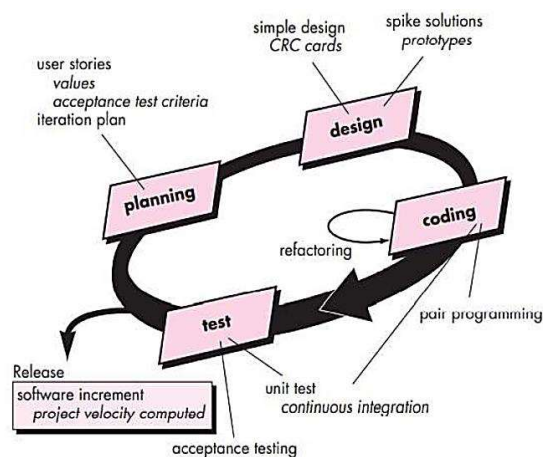 simple design
CRC cards
spike solutions
prototypes
user stories
values
acceptance test criteria
iteration plan
design
planning
coding
refactoring
test
pair programming
Release
software increment
project velocity computed
unit test
continuous integration
acceptance testing